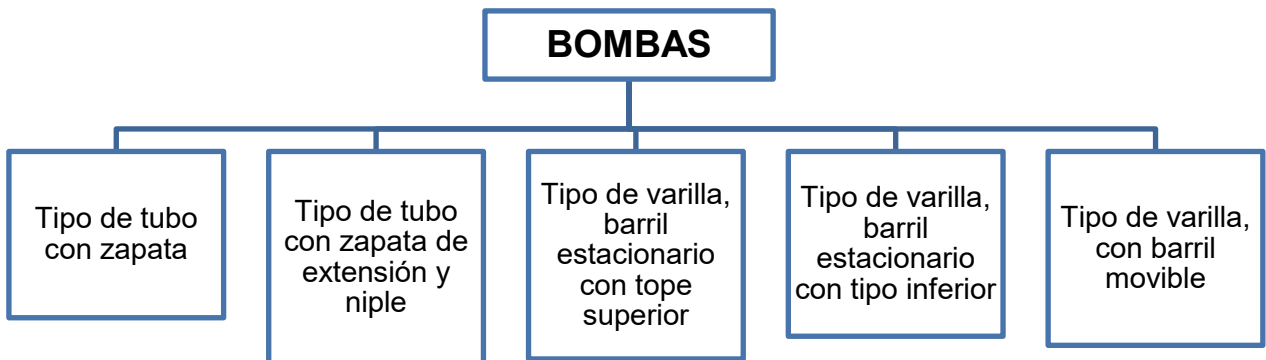 BOMBAS
Tipo de tubo
con zapata
Tipo de tubo
con zapata de
extensión y
niple
Tipo de varilla,
barril
estacionario
con tope
superior
Tipo de varilla,
barril
estacionario
con tipo inferior
Tipo de varilla,
con barril
movible